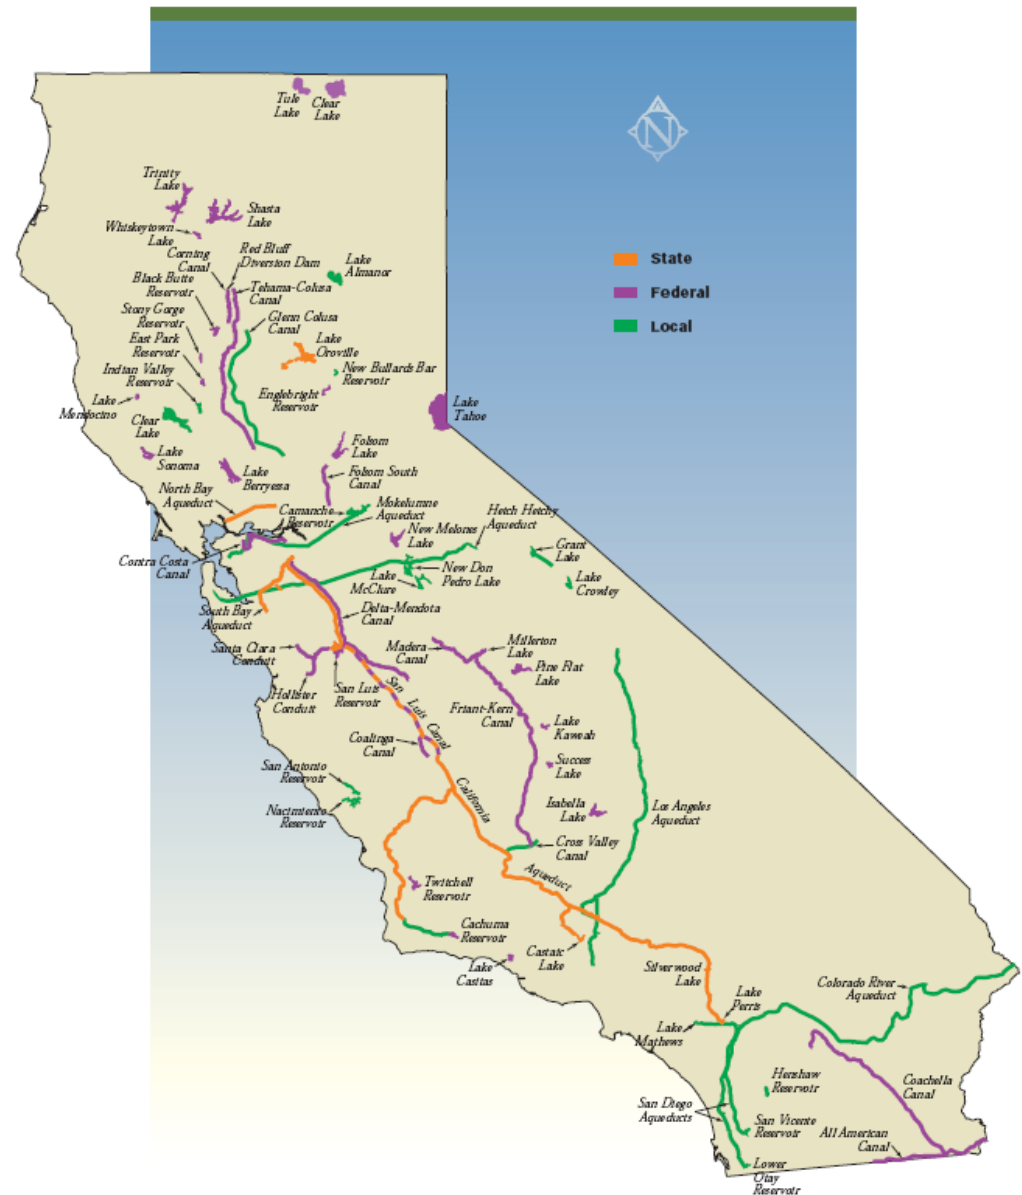 N
Tule
Lake
Clear
Lake
Trinity
Lake
Shasta
Lake
Whiskeytown
Lake
Corning
Canal
Red Bluff
Diversion Dam
Lake
Almanor
Black Butte
Reservoir
Tehama-Colusa
Canal
Stony Gorge
Reservoir
Glenn Colusa
Canal
East Park
Reservoir
Lake
Oroville
Indian Valley
Reservoir
New Bullards Bar
Reservoir
Englebright
Reservoir
Lake
Mendocino
Clear
Lake
Lake
Tahoe
Lake
Sonoma
Folsom
Lake
Lake
Berryessa
Folsom South
Canal
North Bay
Aqueduct
Camanche
Reservoir
Mokelumne
Aqueduct
Hetch Hetchy
Aqueduct
New Melones
Lake
Contra Costa
Canal
Grant
Lake
New Don
Pedro Lake
Lake
McClure
Lake
Crowley
South Bay
Aqueduct
Delta-Mendota
Canal
Santa Clara
Conduit
Madera
Canal
Millerton
Lake
Pine Flat
Lake
Hollister
Conduit
San Luis
Reservoir
San Luis Canal
Friant-Kern
Canal
Lake
Kaweah
Coalinga
Canal
Success
Lake
San Antonio
Reservoir
Nacimiento
Reservoir
California
Aqueduct
Isabella
Lake
Los Angeles
Aqueduct
Cross Valley
Canal
Twitchell
Reservoir
Cachuma
Reservoir
Castaic
Lake
Lake
Casitas
Silverwood
Lake
Lake
Perris
Colorado River
Aqueduct
Lake
Mathews
Henshaw
Reservoir
Coachella
Canal
San Diego
Aqueducts
San Vicente
Reservoir
All American
Canal
Lower
Otay
Reservoir
State
Federal
Local